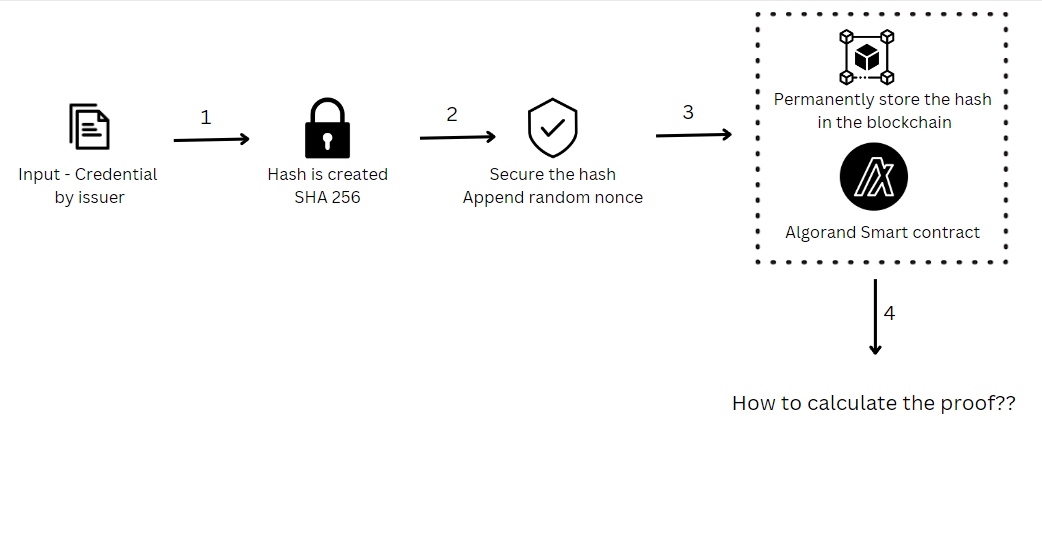 1
2
3
Input - Credential
by issuer
Hash is created
SHA 256
Secure the hash
Append random nonce
Permanently store the hash
in the blockchain
Algorand Smart contract
4
How to calculate the proof??